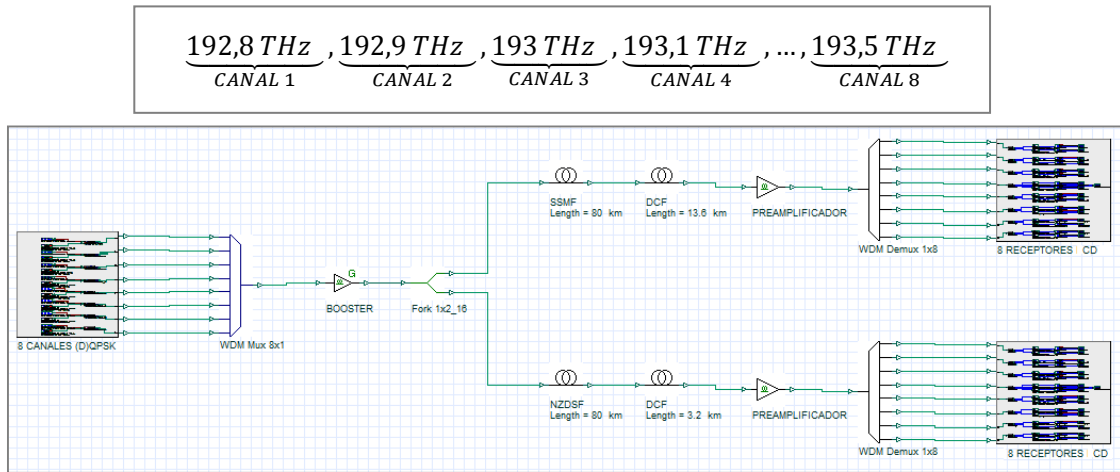 192,8 THz , 192,9 THz , 193 THz , 193,1 THz , ... , 193,5 THz
CANAL 1 CANAL 2 CANAL 3 CANAL 4 CANAL 8
SSMF
Length = 80 km
DCF
Length = 13.6 km
PREAMPLIFICADOR
WDM Demux 1x8
8 RECEPTORES CD
8 CANALES (D)QPSK
WDM Mux 8x1
G
BOOSTER
Fork 1x2_16
NZDSF
Length = 80 km
DCF
Length = 3.2 km
PREAMPLIFICADOR
WDM Demux 1x8
8 RECEPTORES CD